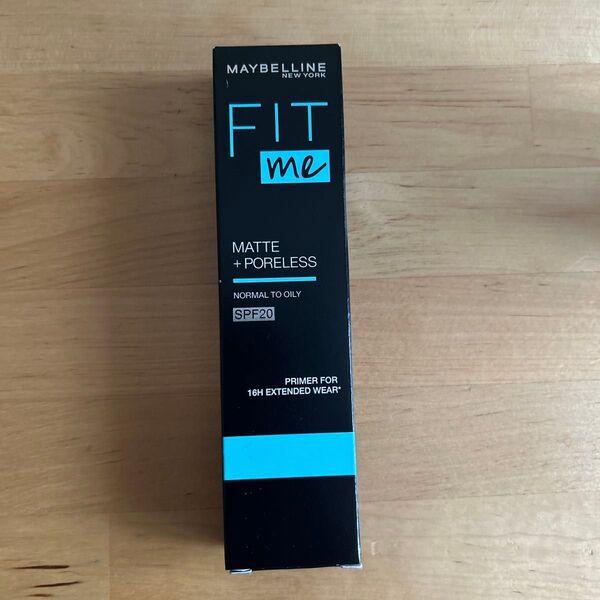 MAYBELLINE
NEW YORK
FIT
me
MATTE
+ PORELESS
NORMAL TO OILY
SPF20
PRIMER FOR
16H EXTENDED WEAR*